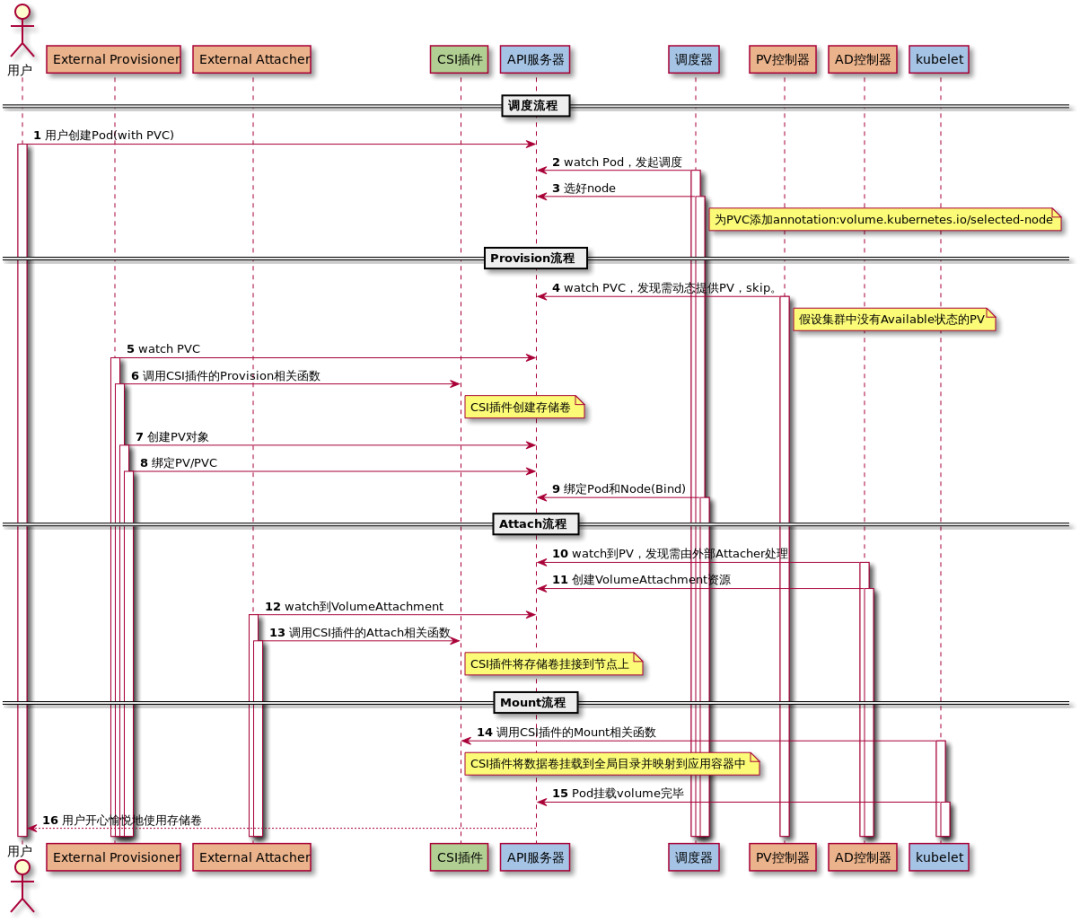 用户
External Provisioner
External Attacher
CSI插件
API服务器
调度器
PV控制器
AD控制器
kubelet
调度流程
1 用户创建Pod(with PVC)
2 watch Pod，发起调度
3 选好node
为PVC添加annotation:volume.kubernetes.io/selected-node
Provision流程
4 watch PVC，发现需动态提供PV，skip。
假设集群中没有Available状态的PV
5 watch PVC
6 调用CSI插件的Provision相关函数
CSI插件创建存储卷
7 创建PV对象
8 绑定PV/PVC
9 绑定Pod和Node(Bind)
Attach流程
10 watch到PV，发现需由外部Attacher处理
11 创建VolumeAttachment资源
12 watch到VolumeAttachment
13 调用CSI插件的Attach相关函数
CSI插件将存储卷挂接到节点上
Mount流程
14 调用CSI插件的Mount相关函数
CSI插件将数据卷挂载到全局目录并映射到应用容器中
15 Pod挂载volume完毕
16 用户开心愉悦地使用存储卷
用户
External Provisioner
External Attacher
CSI插件
API服务器
调度器
PV控制器
AD控制器
kubelet